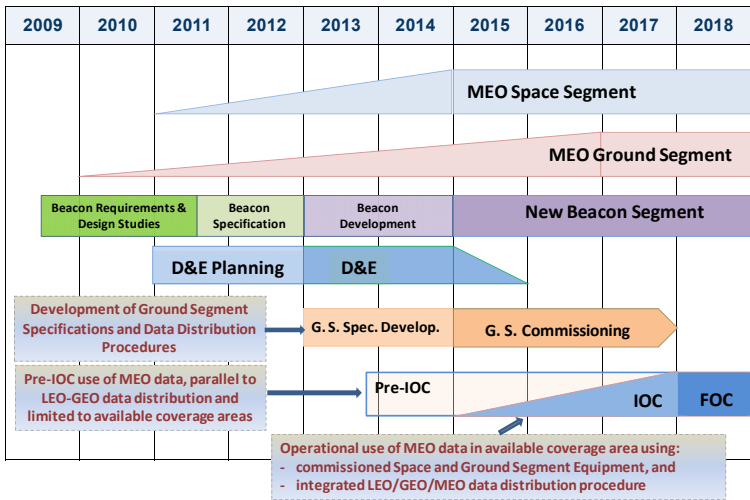 2009 2010 2011 2012 2013 2014 2015 2016 2017 2018
MEO Space Segment
MEO Ground Segment
Beacon Requirements &
Design Studies
Beacon
Specification
Beacon
Development
New Beacon Segment
D&E Planning
D&E
Development of Ground Segment
Specifications and Data Distribution
Procedures
G. S. Spec. Develop.
G. S. Commissioning
Pre-IOC use of MEO data, parallel to
LEO-GEO data distribution and
limited to available coverage areas
Pre-IOC
IOC
FOC
Operational use of MEO data in available coverage area using:
- commissioned Space and Ground Segment Equipment, and
- integrated LEO/GEO/MEO data distribution procedure